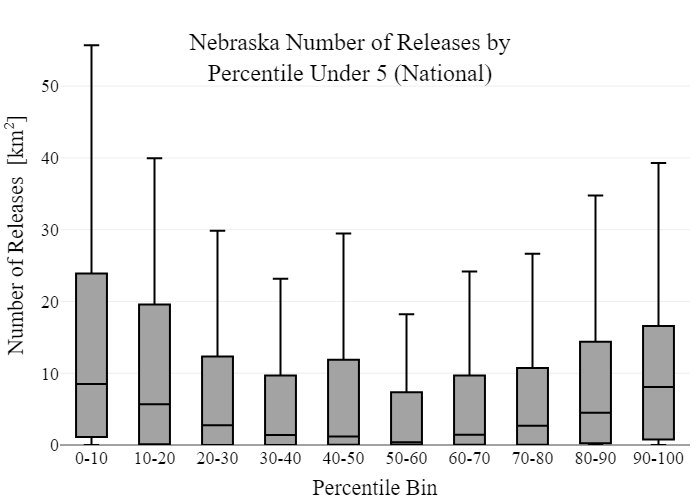 Nebraska Number of Releases by
Percentile Under 5 (National)
Number of Releases [km²]
50
40
30
20
10
0
0-10 10-20 20-30 30-40 40-50 50-60 60-70 70-80 80-90 90-100
Percentile Bin